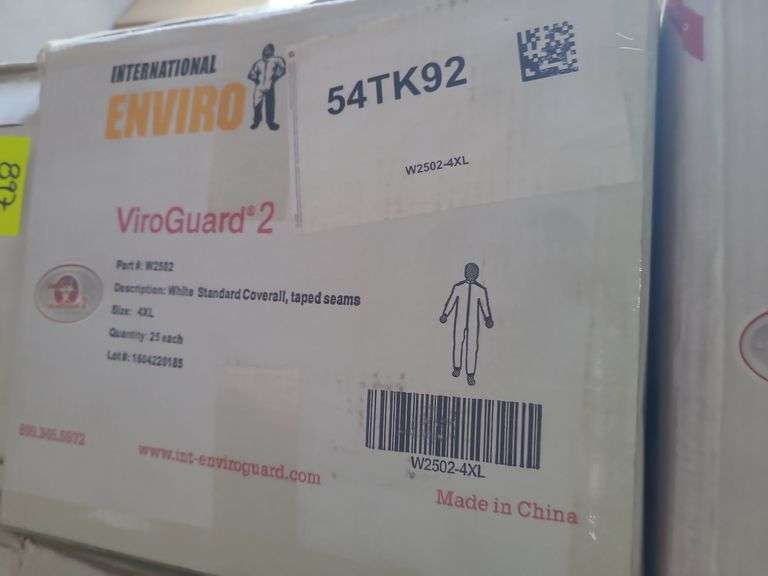 INTERNATIONAL
ENVIRO
54TK92
W2502-4XL
897
ViroGuard® 2
Part #: W2502
Description: White Standard Coverall, taped seams
Size: 4XL
Quantity: 25 each
Lot #: 1604220185
W2502-4XL
www.int-enviroguard.com
Made in China